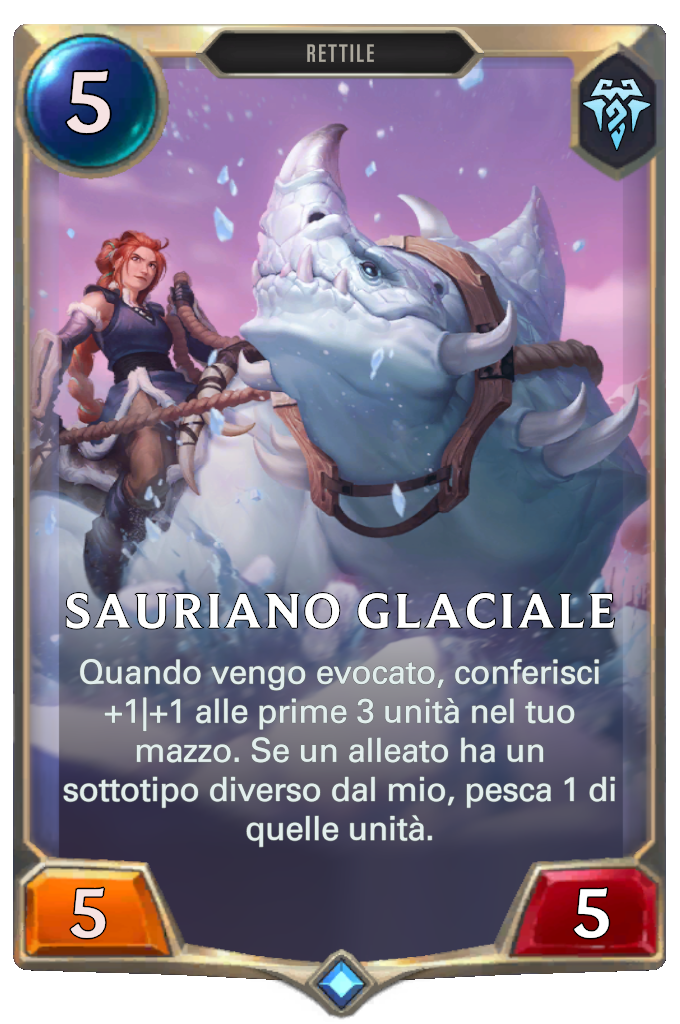 5
RETTILE
SAURIANO GLACIALE
Quando vengo evocato, conferisci
+1|+1 alle prime 3 unità nel tuo
mazzo. Se un alleato ha un
sottotipo diverso dal mio, pesca 1 di
quelle unità.
5
5